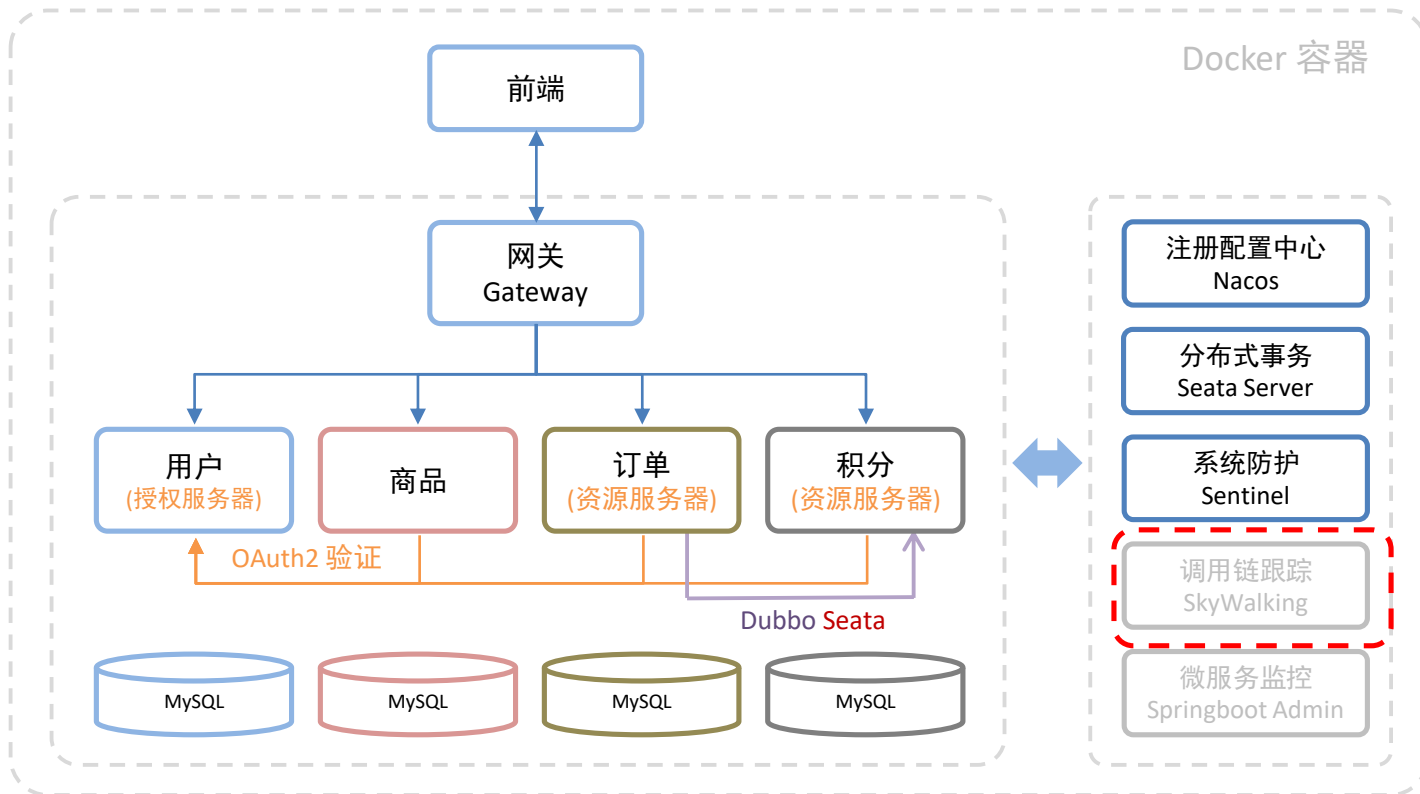 Docker 容器
前端
网关
Gateway
用户
(授权服务器)
商品
订单
(资源服务器)
积分
(资源服务器)
OAuth2 验证
Dubbo Seata
MySQL
MySQL
MySQL
MySQL
注册配置中心
Nacos
分布式事务
Seata Server
系统防护
Sentinel
调用链跟踪
SkyWalking
微服务监控
Springboot Admin